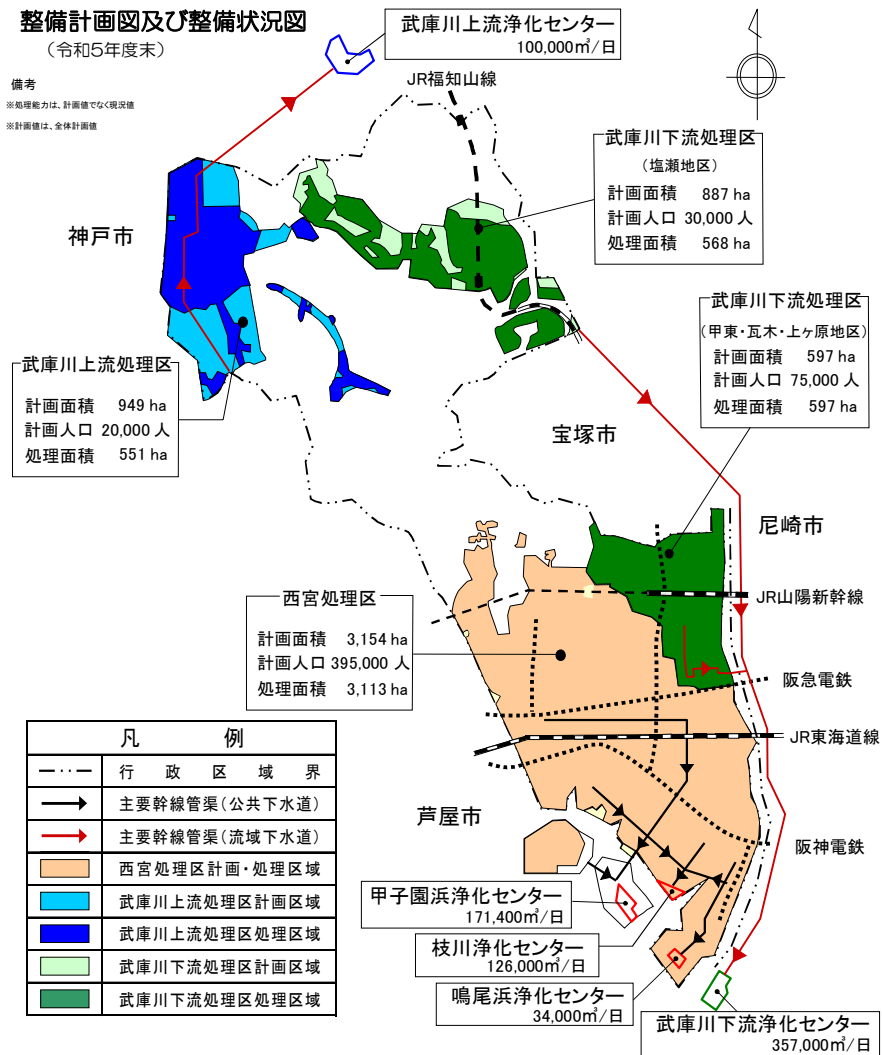 整備計画図及び整備状況図
（令和5年度末）
備考
※処理能力は、計画値でなく現況値
※計画値は、全体計画値
武庫川上流浄化センター
100,000㎥/日
JR福知山線
武庫川下流処理区
（塩瀬地区）
計画面積 887 ha
計画人口 30,000 人
処理面積 568 ha
神戸市
武庫川下流処理区
（甲東・瓦木・上ヶ原地区）
計画面積 597 ha
計画人口 75,000 人
処理面積 597 ha
武庫川上流処理区
計画面積 949 ha
計画人口 20,000 人
処理面積 551 ha
宝塚市
尼崎市
JR山陽新幹線
西宮処理区
計画面積 3,154 ha
計画人口 395,000 人
処理面積 3,113 ha
阪急電鉄
JR東海道線
芦屋市
阪神電鉄
凡 例
行政区域界
主要幹線管渠（公共下水道）
主要幹線管渠（流域下水道）
西宮処理区計画・処理区域
武庫川上流処理区計画区域
武庫川上流処理区処理区域
武庫川下流処理区計画区域
武庫川下流処理区処理区域
甲子園浜浄化センター
171,400㎥/日
枝川浄化センター
126,000㎥/日
鳴尾浜浄化センター
34,000㎥/日
武庫川下流浄化センター
357,000㎥/日